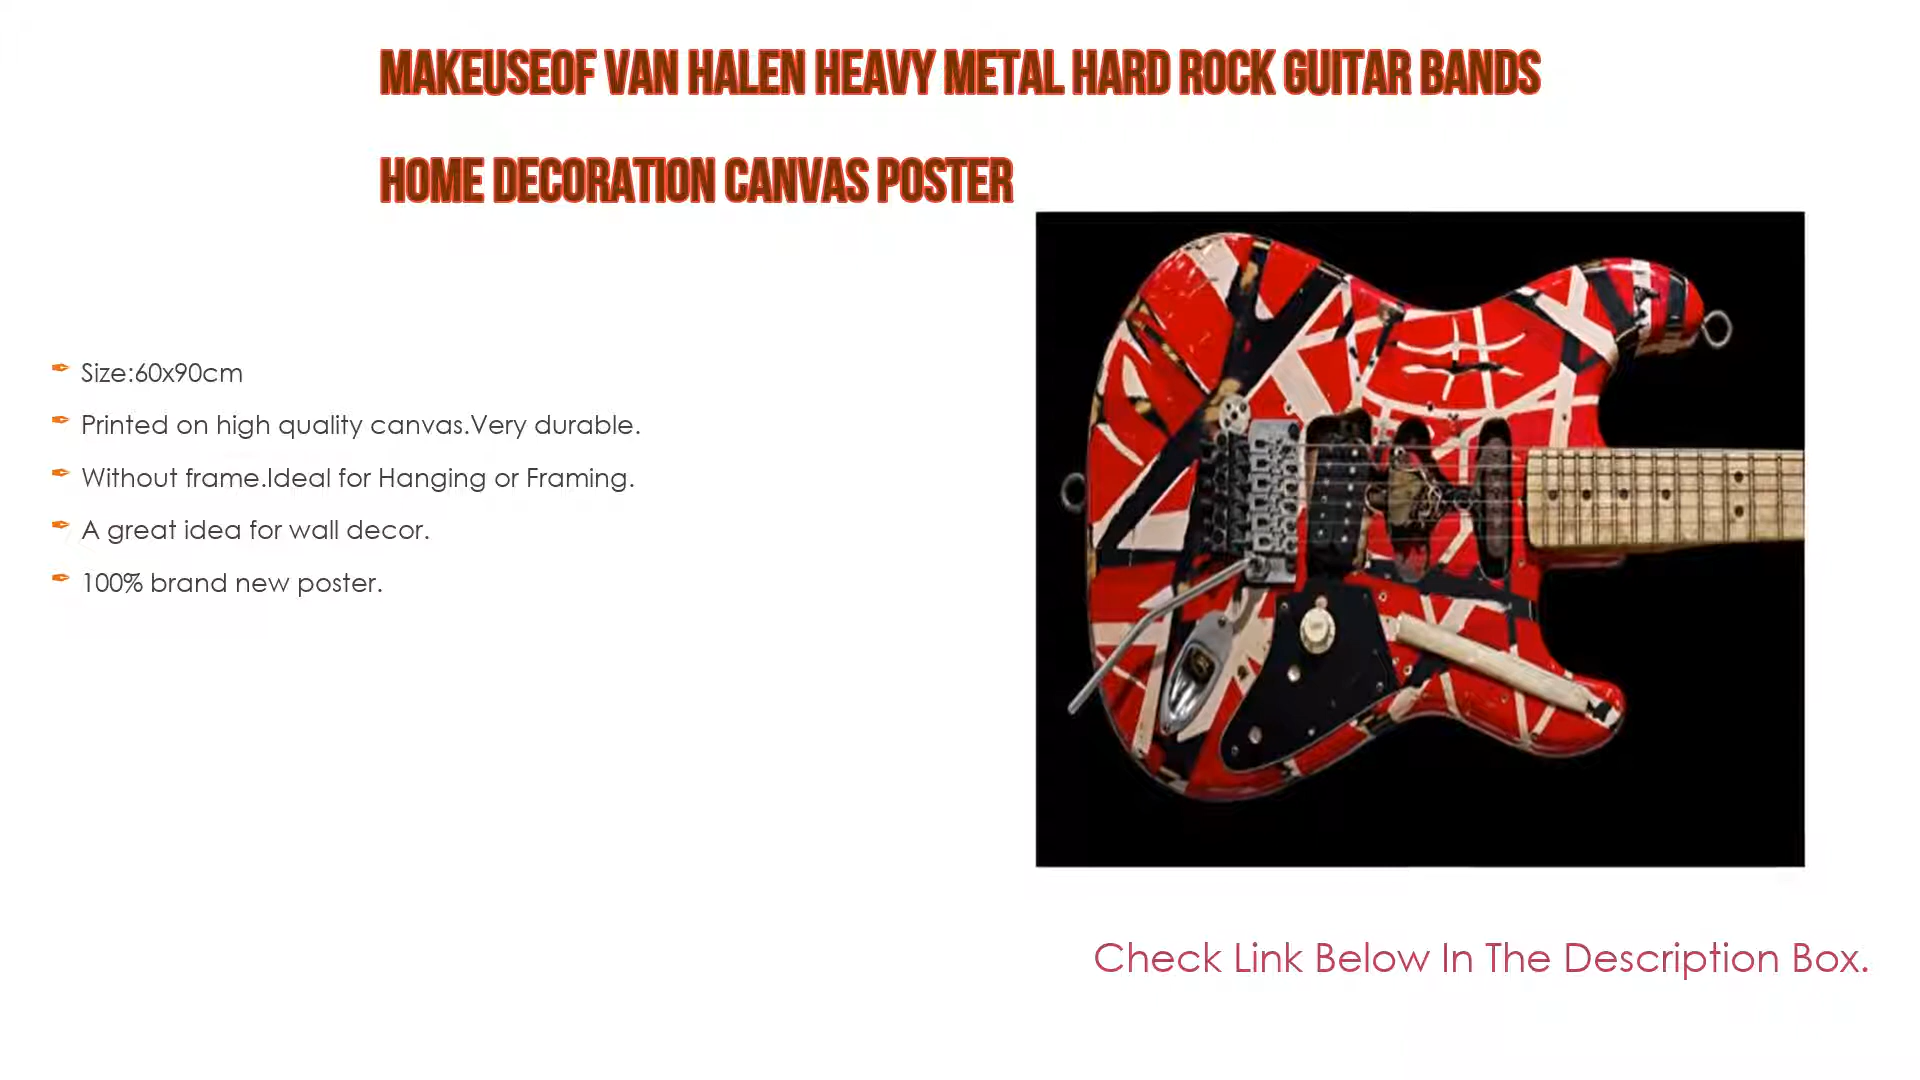 MAKEUSEOF VAN HALEN HEAVY METAL HARD ROCK GUITAR BANDS
HOME DECORATION CANVAS POSTER
Size:60x90cm
Printed on high quality canvas.Very durable.
Without frame.Ideal for Hanging or Framing.
A great idea for wall decor.
100% brand new poster.
Check Link Below In The Description Box.